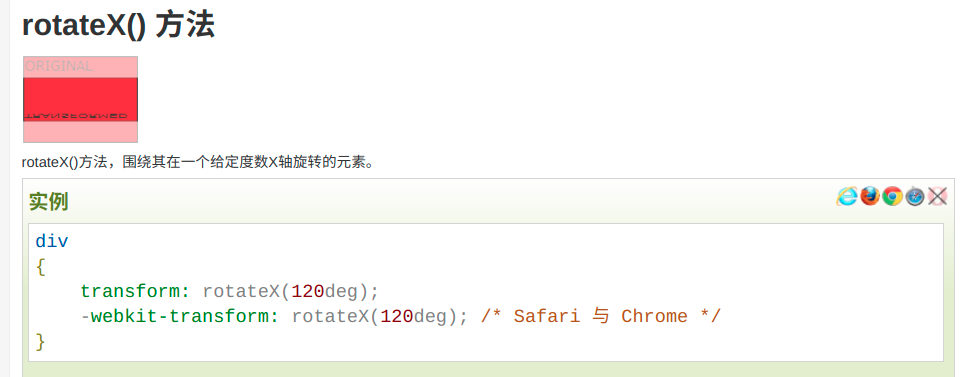 rotateX() 方法
ORIGINAL
TRANSFORMED
rotateX()方法，围绕其在一个给定度数X轴旋转的元素。
实例
div
{
transform: rotateX(120deg);
-webkit-transform: rotateX(120deg); /* Safari 与 Chrome */
}